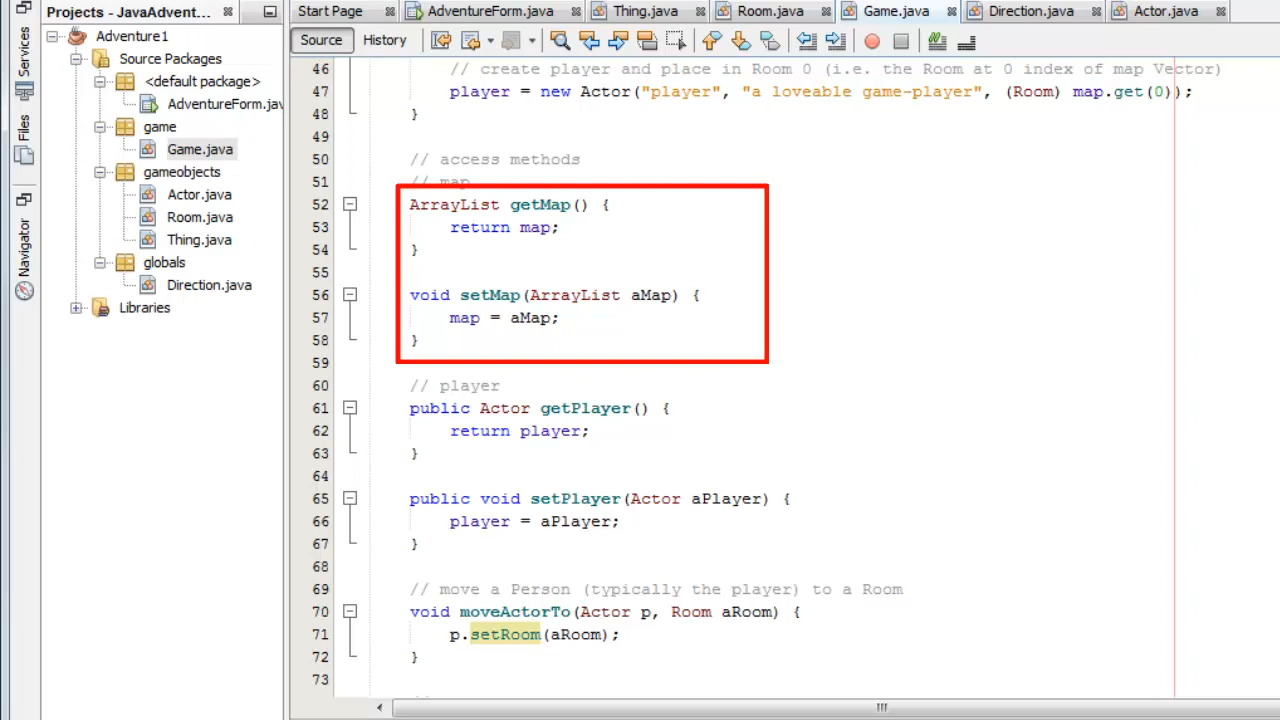 Projects - JavaAdvent...
Start Page
AdventureForm.java
Thing.java
Room.java
Game.java
Direction.java
Actor.java
Source
History
Services
Files
Navigator
Adventure1
Source Packages
<default package>
AdventureForm.jav
game
Game.java
gameobjects
Actor.java
Room.java
Thing.java
globals
Direction.java
Libraries
46 // create player and place in Room 0 (i.e. the Room at 0 index of map Vector)
47 player = new Actor("player", "a loveable game-player", (Room) map.get(0));
48 }
49
50 // access methods
51 // map
52 ArrayList getMap() {
53 return map;
54 }
55
56 void setMap(ArrayList aMap) {
57 map = aMap;
58 }
59
60 // player
61 public Actor getPlayer() {
62 return player;
63 }
64
65 public void setPlayer(Actor aPlayer) {
66 player = aPlayer;
67 }
68
69 // move a Person (typically the player) to a Room
70 void moveActorTo(Actor p, Room aRoom) {
71 p.setRoom(aRoom);
72 }
73